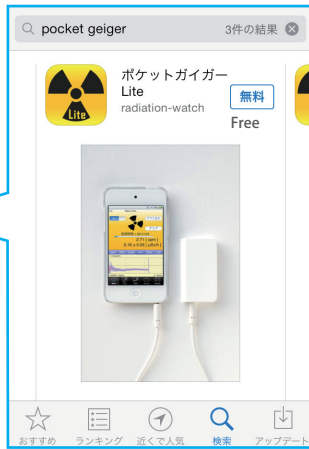 pocket geiger 3件の結果
ポケットガイガー
Lite
radiation-watch
無料
Free
Lite
おすすめ ランキング 近くで人気 検索 アップデート